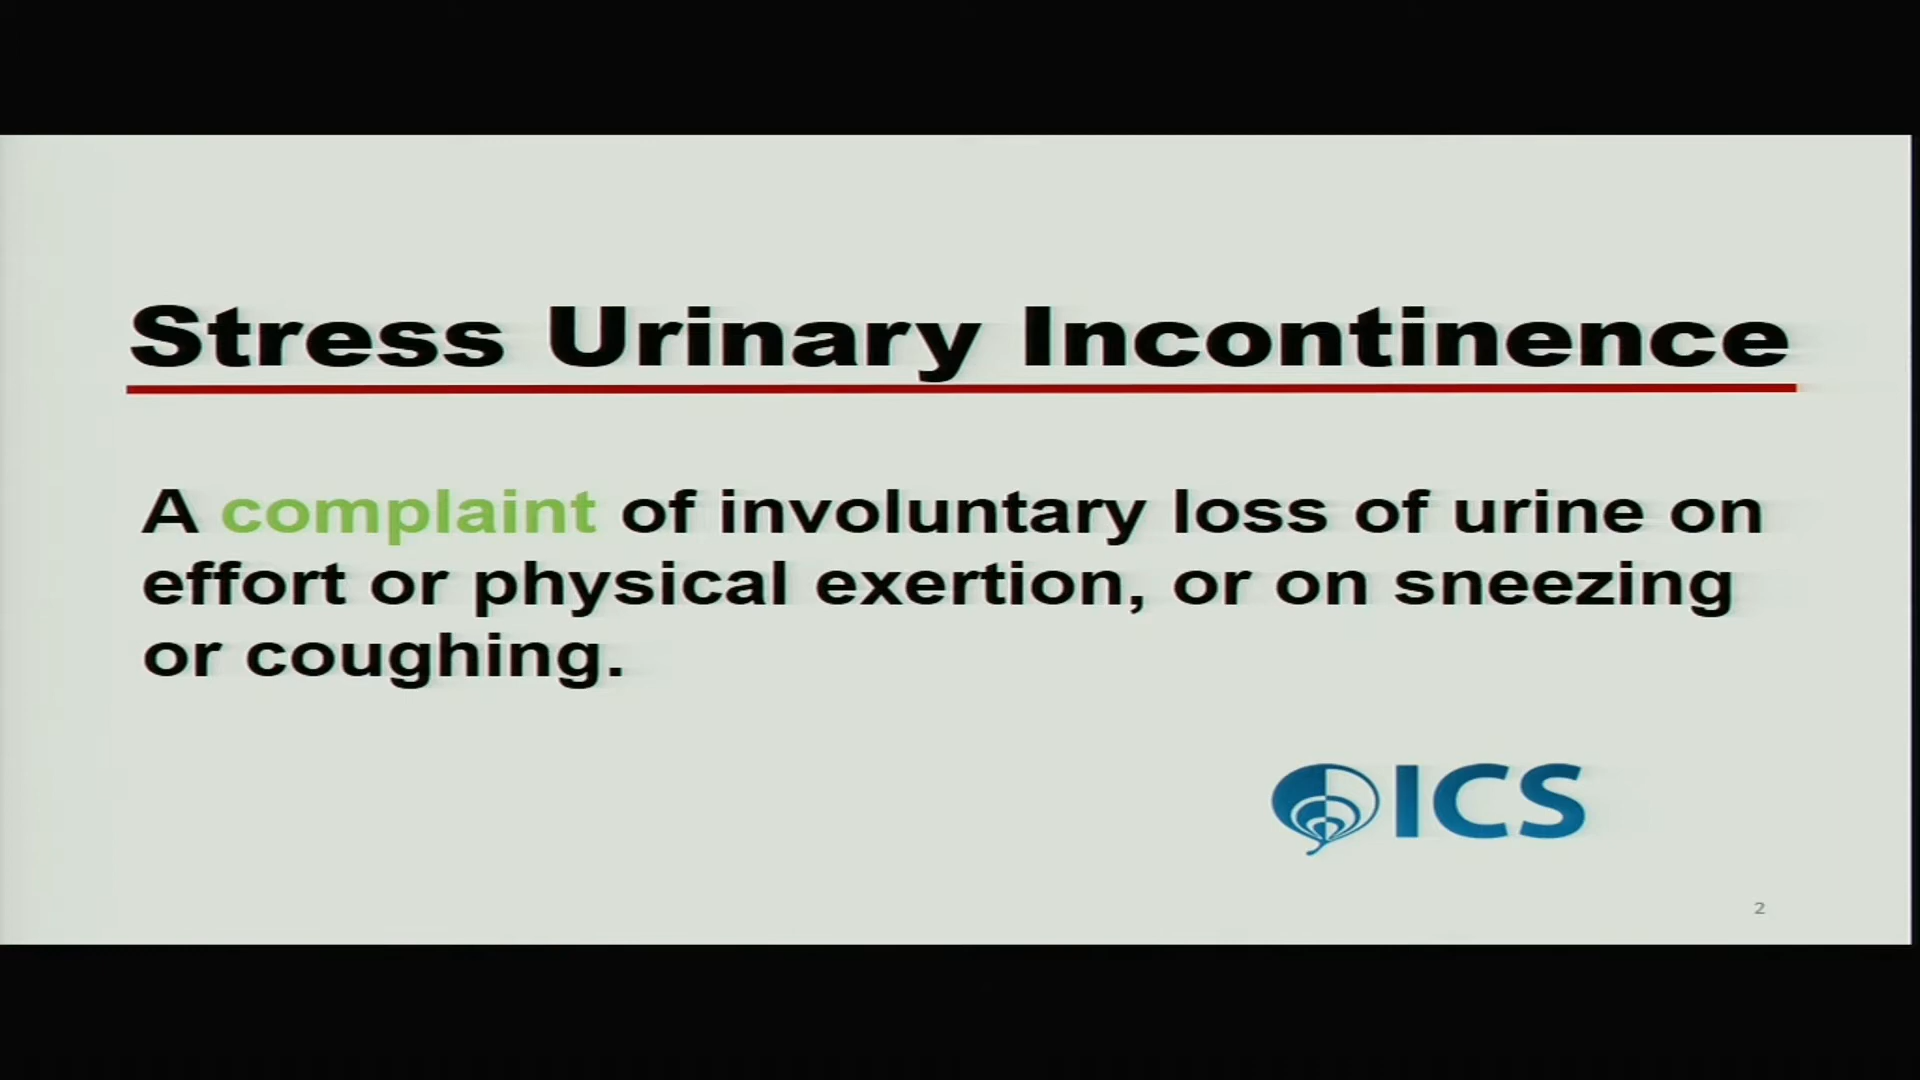 Stress Urinary Incontinence
A complaint of involuntary loss of urine on
effort or physical exertion, or on sneezing
or coughing.
ICS
2